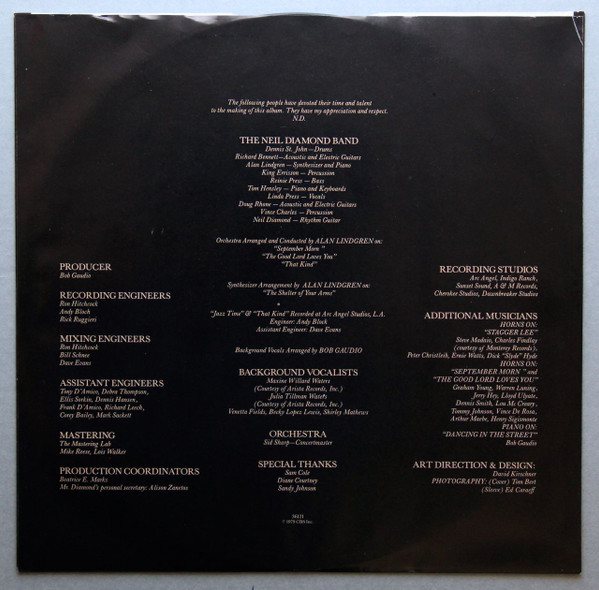 The following people have devoted their time and talent
to the making of this album. They have my appreciation and respect.
N.D.
THE NEIL DIAMOND BAND
Dennis St. John—Drums
Richard Bennett—Acoustic and Electric Guitars
Alan Lindgren — Synthesizer and Piano
King Errisson — Percussion
Reinie Press — Bass
Tom Hensley — Piano and Keyboards
Linda Press — Vocals
Doug Rhone — Acoustic and Electric Guitars
Vince Charles — Percussion
Neil Diamond — Rhythm Guitar
Orchestra Arranged and Conducted by ALAN LINDGREN on:
"September Morn"
"The Good Lord Loves You"
"That Kind"
Synthesizer Arrangement by ALAN LINDGREN on:
"The Shelter of Your Arms"
"Jazz Time" & "That Kind" Recorded at Arc Angel Studios, L.A.
Engineer: Andy Bloch
Assistant Engineer: Dave Evans
Background Vocals Arranged by BOB GAUDIO
BACKGROUND VOCALISTS
Maxine Willard Waters
(Courtesy of Arista Records, Inc.)
Julia Tillman Waters
(Courtesy of Arista Records, Inc.)
Venetta Fields, Becky Lopez Lewis, Shirley Mathews
ORCHESTRA
Sid Sharp—Concertmaster
SPECIAL THANKS
Sam Cole
Diane Courtney
Sandy Johnson
PRODUCER
Bob Gaudio
RECORDING ENGINEERS
Ron Hitchcock
Andy Bloch
Rick Ruggieri
MIXING ENGINEERS
Ron Hitchcock
Bill Schnee
Dave Evans
ASSISTANT ENGINEERS
Tony D'Amico, Debra Thompson,
Ellis Sorkin, Dennis Hansen,
Frank D'Amico, Richard Leech,
Corey Bailey, Mark Sackett
MASTERING
The Mastering Lab
Mike Reese, Lois Walker
PRODUCTION COORDINATORS
Beatrice E. Marks
Mr. Diamond's personal secretary: Alison Zanetos
RECORDING STUDIOS
Arc Angel, Indigo Ranch,
Sunset Sound, A & M Records,
Cherokee Studios, Dawnbreaker Studios
ADDITIONAL MUSICIANS
HORNS ON:
"STAGGER LEE"
Steve Madaio, Charles Findlay
(courtesy of Monterey Records),
Peter Christlieb, Ernie Watts, Dick "Slyde" Hyde
HORNS ON:
"SEPTEMBER MORN" and
"THE GOOD LORD LOVES YOU"
Graham Young, Warren Luening,
Jerry Hey, Lloyd Ulyate,
Dennis Smith, Lou Mc Creary,
Tommy Johnson, Vince De Rosa,
Arthur Maebe, Henry Sigismonti
PIANO ON:
"DANCING IN THE STREET"
Bob Gaudio
ART DIRECTION & DESIGN:
David Kirschner
PHOTOGRAPHY: (Cover) Tom Bert
(Sleeve) Ed Caraeff
36121